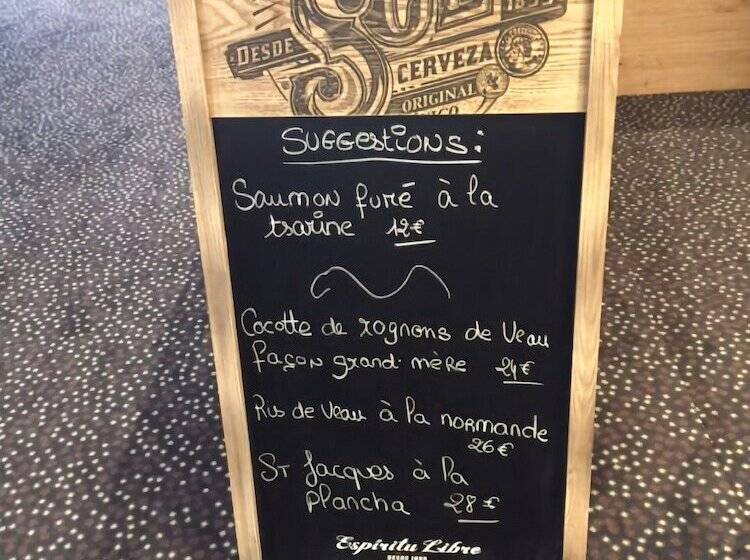 DESDE
CERVEZA
ORIGINAL
SUGGESTIONS:
Saumon fumé à la
tsarine 12€
Cocotte de rognons de Veau
façon grand-mère 24€
Ris de Veau à la normande
26€
St Jacques à la
plancha 28€
Espíritu Libre